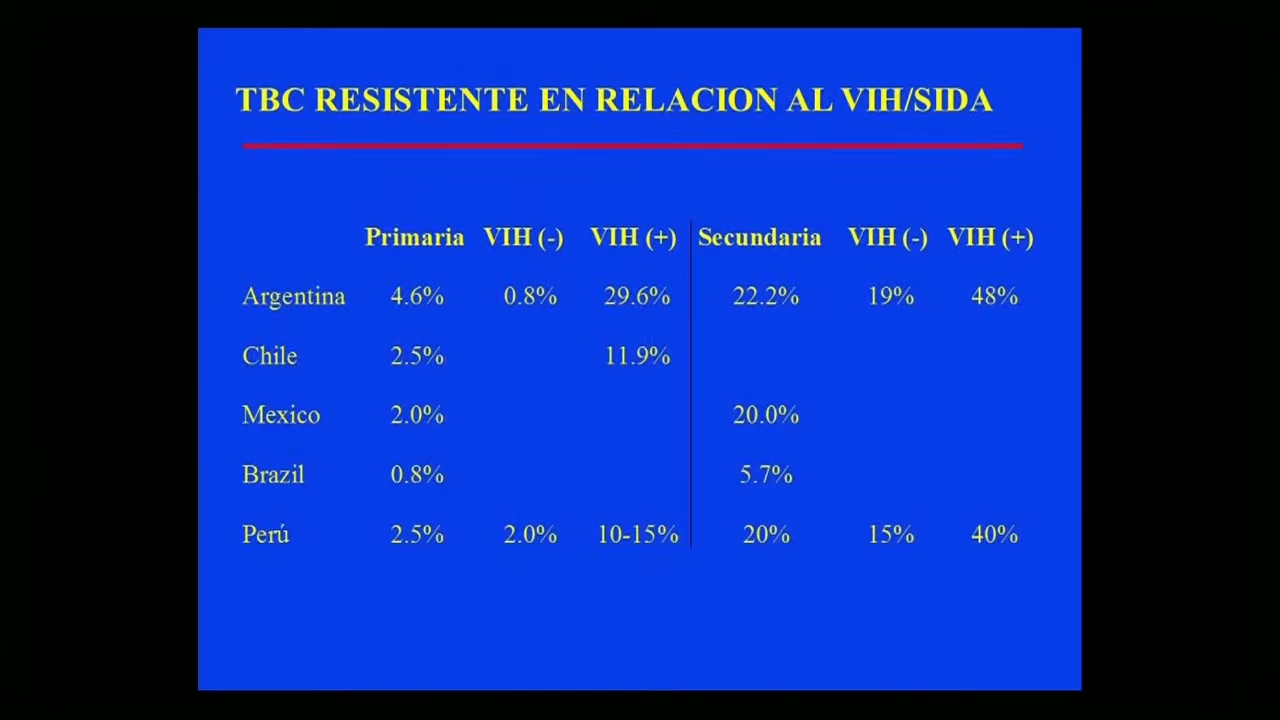 TBC RESISTENTE EN RELACION AL VIH/SIDA
Primaria VIH (-) VIH (+) Secundaria VIH (-) VIH (+)
Argentina 4.6% 0.8% 29.6% 22.2% 19% 48%
Chile 2.5% 11.9%
Mexico 2.0% 20.0%
Brazil 0.8% 5.7%
Perú 2.5% 2.0% 10-15% 20% 15% 40%